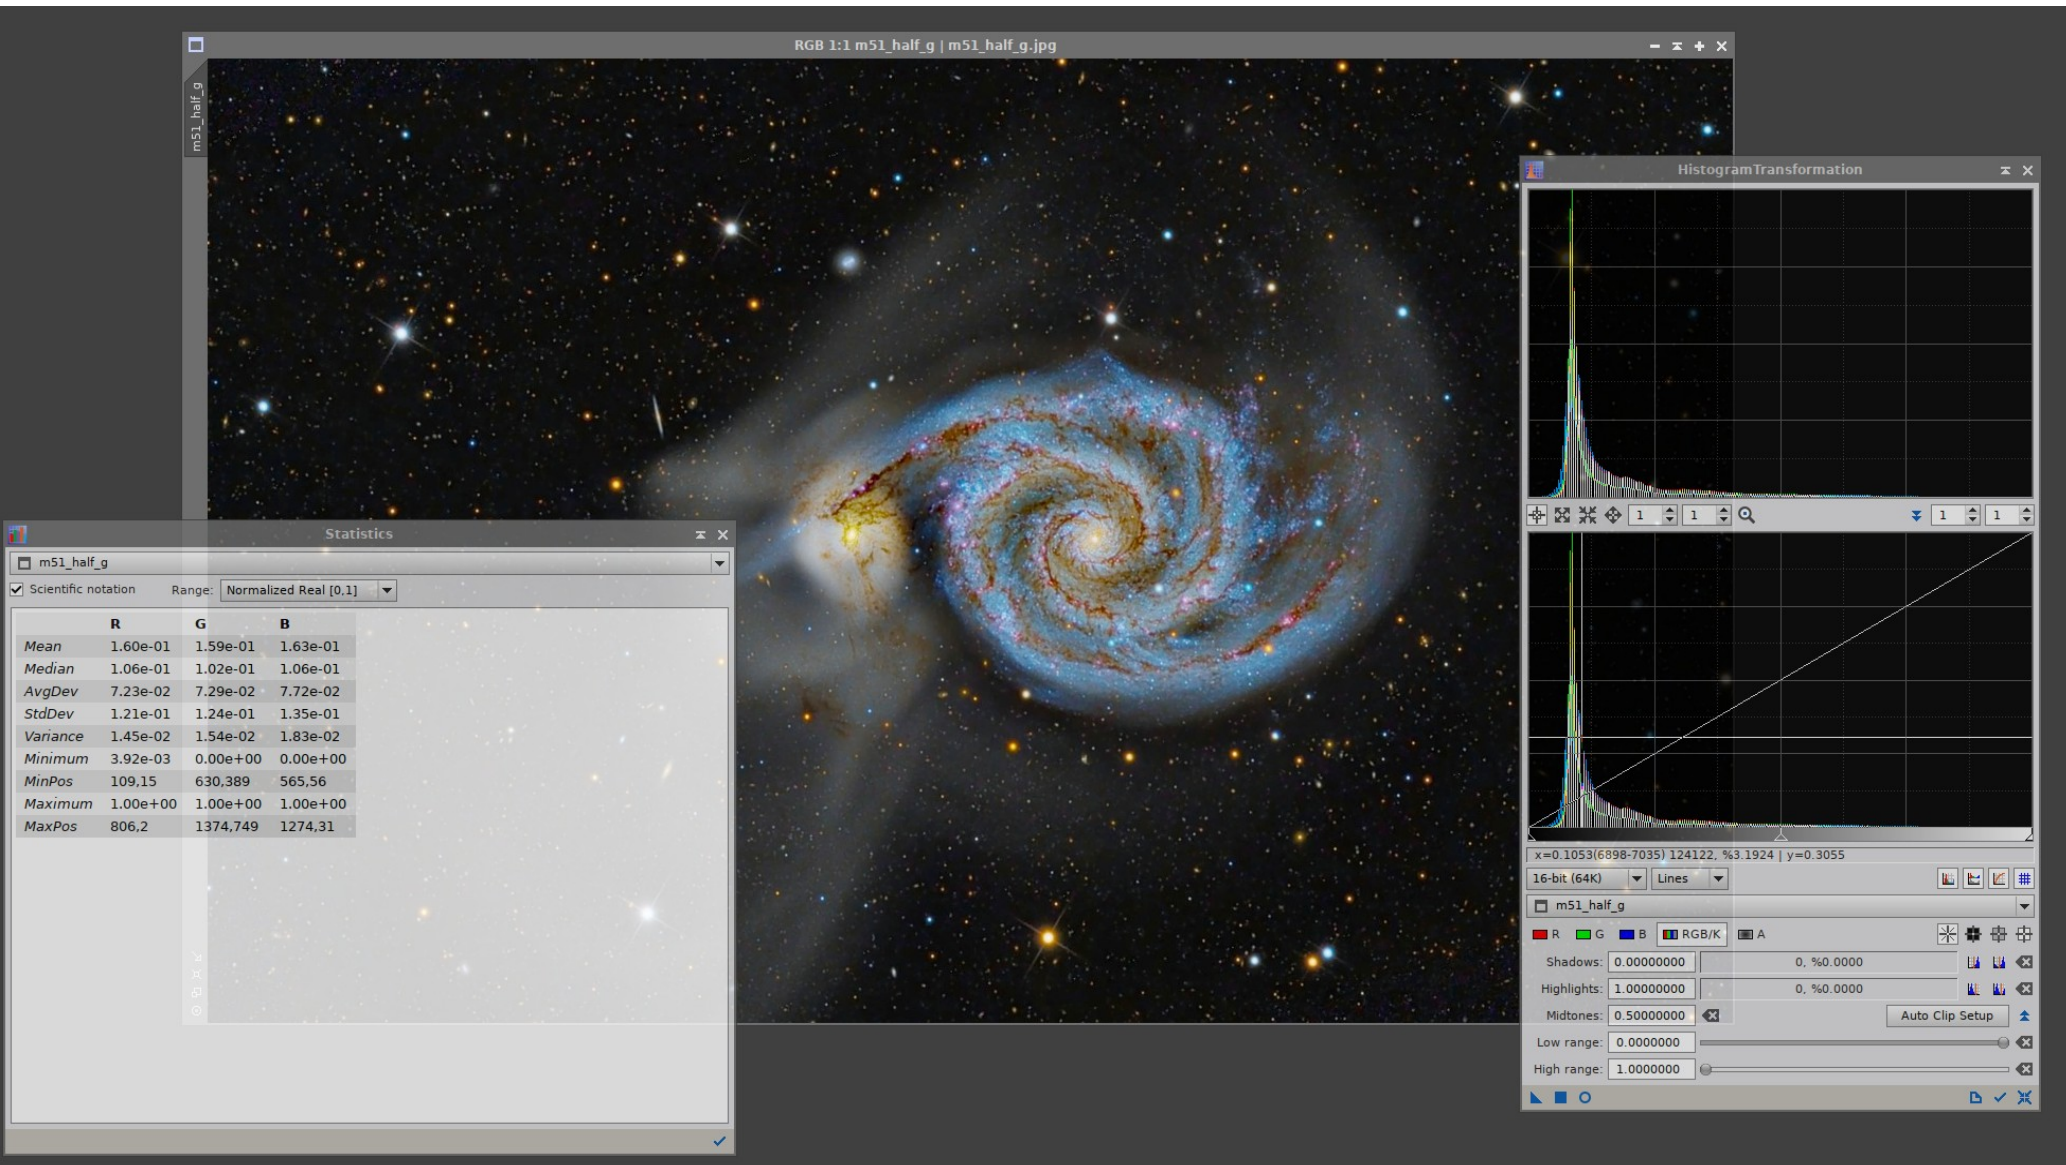 RGB 1:1 m51_half_g | m51_half_g.jpg
m51_half_g
HistogramTransformation
1 1 1 1
x=0.1053(6898-7035) 124122, %3.1924 | y=0.3055
16-bit (64K) Lines
m51_half_g
R G B RGB/K A
Shadows: 0.00000000 0, %0.0000
Highlights: 1.00000000 0, %0.0000
Midtones: 0.50000000 Auto Clip Setup
Low range: 0.0000000
High range: 1.0000000
Statistics
m51_half_g
Scientific notation Range: Normalized Real [0,1]
R G B
Mean 1.60e-01 1.59e-01 1.63e-01
Median 1.06e-01 1.02e-01 1.06e-01
AvgDev 7.23e-02 7.29e-02 7.72e-02
StdDev 1.21e-01 1.24e-01 1.35e-01
Variance 1.45e-02 1.54e-02 1.83e-02
Minimum 3.92e-03 0.00e+00 0.00e+00
MinPos 109,15 630,389 565,56
Maximum 1.00e+00 1.00e+00 1.00e+00
MaxPos 806,2 1374,749 1274,31